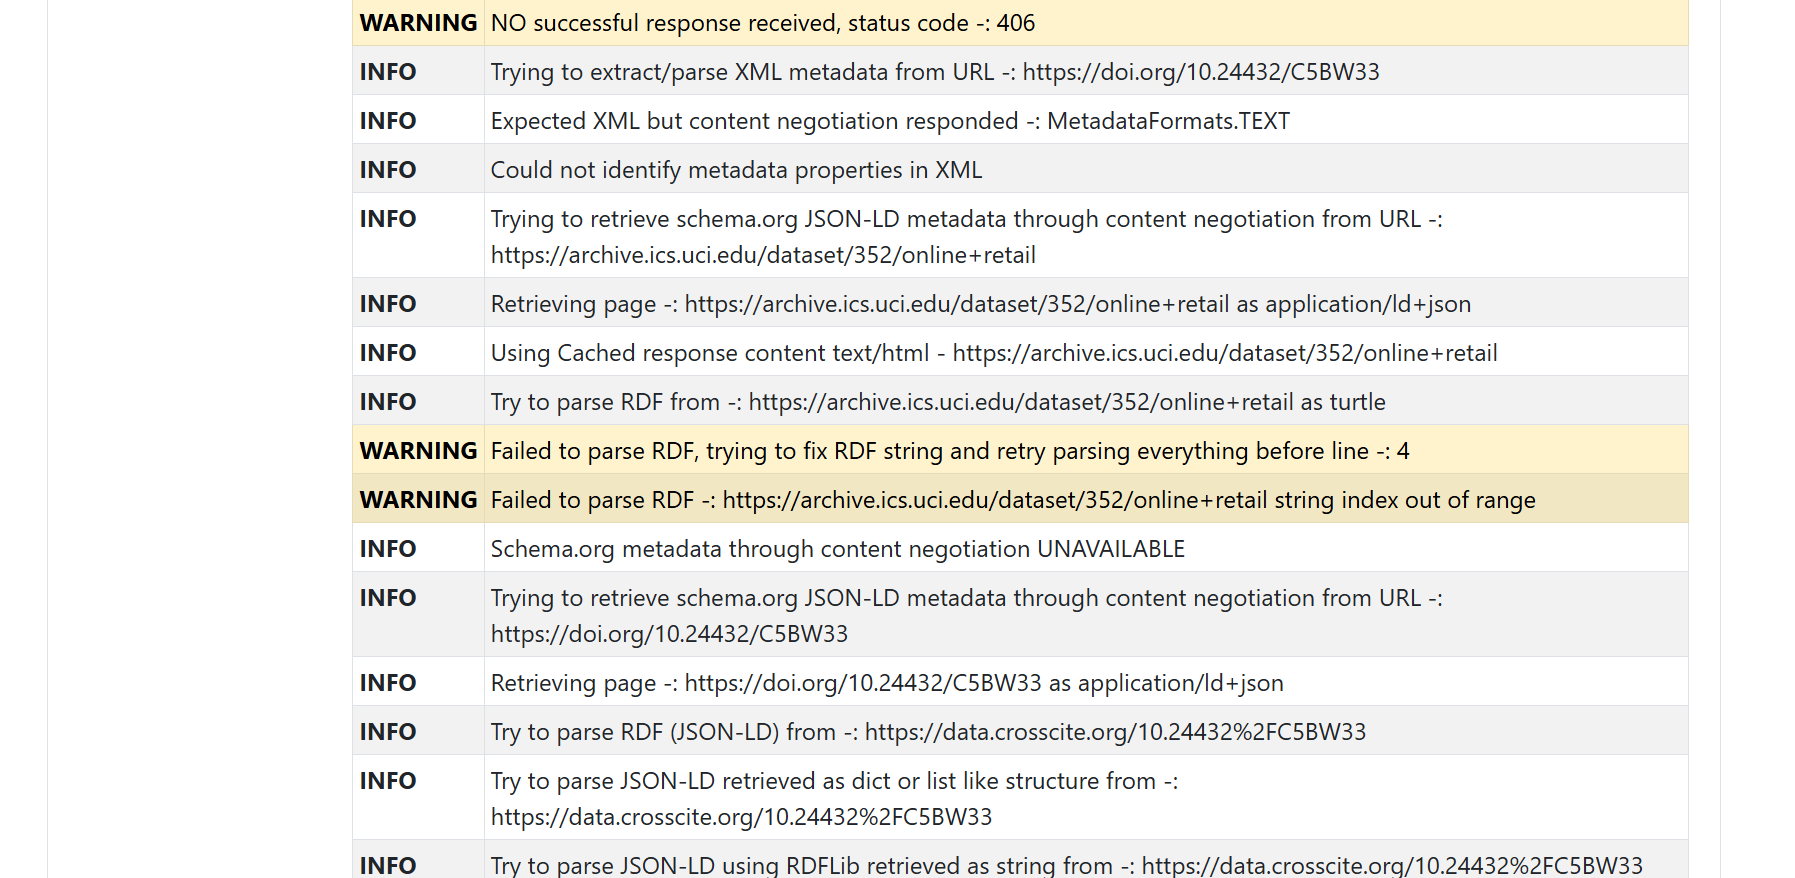 WARNING NO successful response received, status code -: 406
INFO Trying to extract/parse XML metadata from URL -: https://doi.org/10.24432/C5BW33
INFO Expected XML but content negotiation responded -: MetadataFormats.TEXT
INFO Could not identify metadata properties in XML
INFO Trying to retrieve schema.org JSON-LD metadata through content negotiation from URL -:
https://archive.ics.uci.edu/dataset/352/online+retail
INFO Retrieving page -: https://archive.ics.uci.edu/dataset/352/online+retail as application/ld+json
INFO Using Cached response content text/html - https://archive.ics.uci.edu/dataset/352/online+retail
INFO Try to parse RDF from -: https://archive.ics.uci.edu/dataset/352/online+retail as turtle
WARNING Failed to parse RDF, trying to fix RDF string and retry parsing everything before line -: 4
WARNING Failed to parse RDF -: https://archive.ics.uci.edu/dataset/352/online+retail string index out of range
INFO Schema.org metadata through content negotiation UNAVAILABLE
INFO Trying to retrieve schema.org JSON-LD metadata through content negotiation from URL -:
https://doi.org/10.24432/C5BW33
INFO Retrieving page -: https://doi.org/10.24432/C5BW33 as application/ld+json
INFO Try to parse RDF (JSON-LD) from -: https://data.crosscite.org/10.24432%2FC5BW33
INFO Try to parse JSON-LD retrieved as dict or list like structure from -:
https://data.crosscite.org/10.24432%2FC5BW33
INFO Try to parse JSON-LD using RDFLib retrieved as string from -: https://data.crosscite.org/10.24432%2FC5BW33